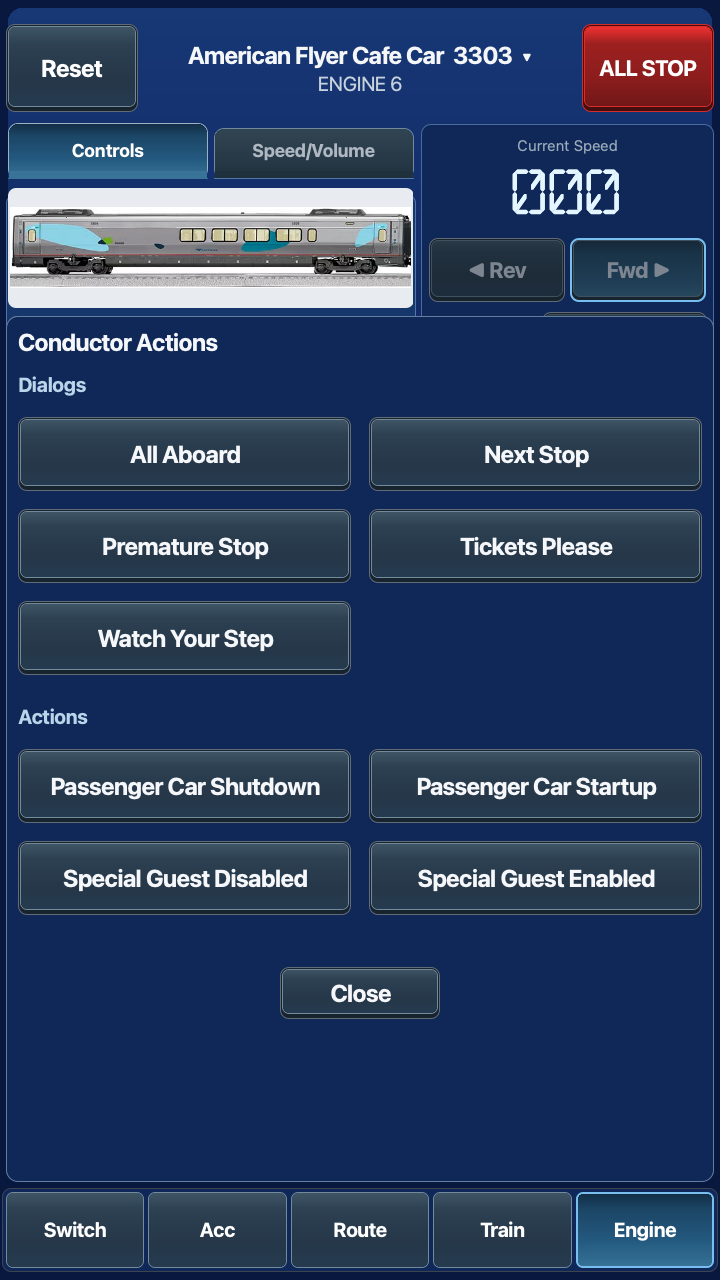 Reset
American Flyer Cafe Car 3303 ▼
ENGINE 6
ALL STOP
Controls
Speed/Volume
Current Speed
000
◀ Rev
Fwd ▶
Conductor Actions
Dialogs
All Aboard
Next Stop
Premature Stop
Tickets Please
Watch Your Step
Actions
Passenger Car Shutdown
Passenger Car Startup
Special Guest Disabled
Special Guest Enabled
Close
Switch
Acc
Route
Train
Engine